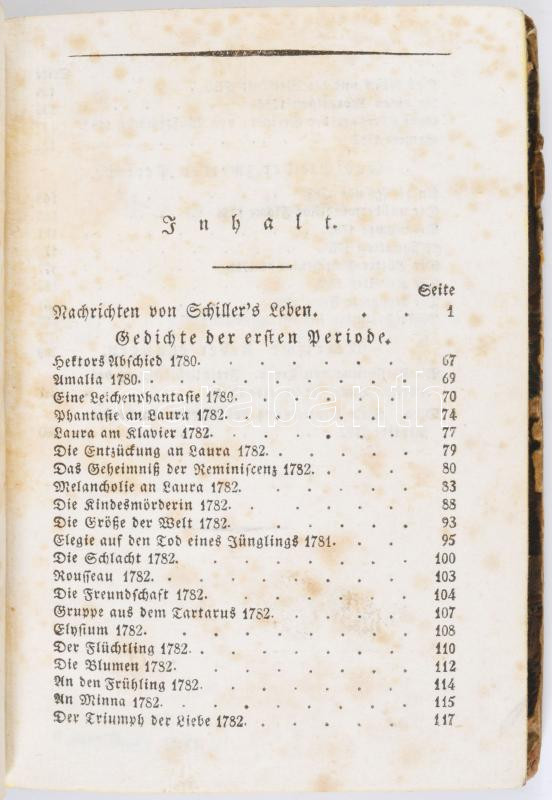 Inhalt.
Seite
Nachrichten von Schiller's Leben. . . . 1
Gedichte der ersten Periode.
Hektors Abschied 1780. . . . . . . 67
Amalia 1780. . . . . . . . 69
Eine Leichenphantasie 1780. . . . . . 70
Phantasie an Laura 1782. . . . . . 74
Laura am Klavier 1782. . . . . . 77
Die Entzückung an Laura 1782. . . . . 79
Das Geheimniß der Reminiscenz 1782. . . . 80
Melancholie an Laura 1782. . . . . . 83
Die Kindesmörderin 1782. . . . . . 88
Die Größe der Welt 1782. . . . . . 93
Elegie auf den Tod eines Jünglings 1781. . . . 95
Die Schlacht 1782. . . . . . . 100
Rousseau 1782. . . . . . . . 103
Die Freundschaft 1782. . . . . . . 104
Gruppe aus dem Tartarus 1782. . . . . 107
Elysium 1782. . . . . . . . 108
Der Flüchtling 1782. . . . . . . 110
Die Blumen 1782. . . . . . . 112
An den Frühling 1782. . . . . . . 114
An Minna 1782. . . . . . . . 115
Der Triumph der Liebe 1782. . . . . . 117
darabanth